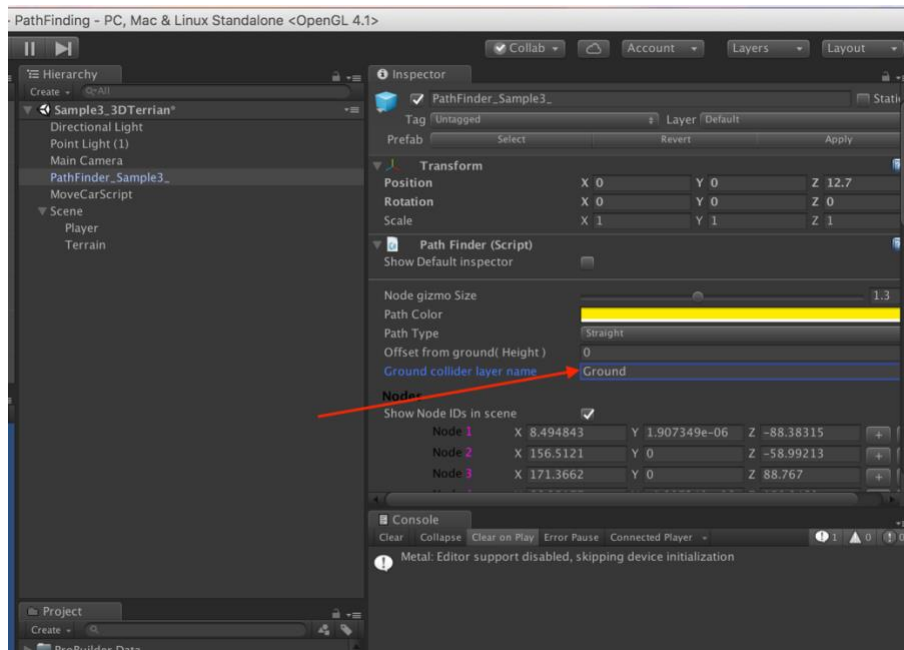 PathFinding - PC, Mac & Linux Standalone <OpenGL 4.1>
Collab
Account
Layers
Layout
Hierarchy
Create
Q▾All
Sample3_3DTerrian*
Directional Light
Point Light (1)
Main Camera
PathFinder_Sample3_
MoveCarScript
Scene
Player
Terrain
Project
Create
ProBuilder Data
Inspector
PathFinder_Sample3_ Stati
Tag Untagged Layer Default
Prefab Select Revert Apply
Transform
Position X 0 Y 0 Z 12.7
Rotation X 0 Y 0 Z 0
Scale X 1 Y 1 Z 1
Path Finder (Script)
Show Default inspector
Node gizmo Size 1.3
Path Color
Path Type Straight
Offset from ground( Height ) 0
Ground collider layer name Ground
Nodes
Show Node IDs in scene
Node 1 X 8.494843 Y 1.907349e-06 Z -88.38315 +
Node 2 X 156.5121 Y 0 Z -58.99213 +
Node 3 X 171.3662 Y 0 Z 88.767 +
Console
Clear Collapse Clear on Play Error Pause Connected Player 1 0 0
Metal: Editor support disabled, skipping device initialization